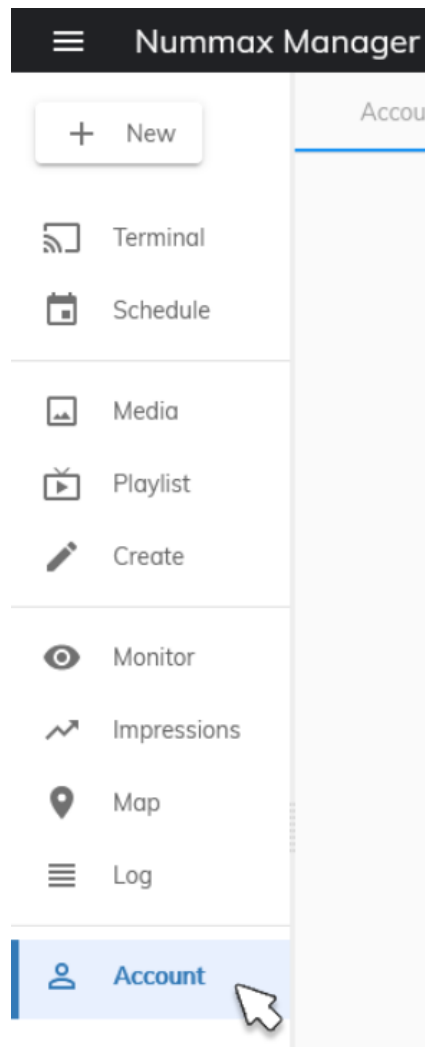 Nummax Manager
New
Accou
Terminal
Schedule
Media
Playlist
Create
Monitor
Impressions
Map
Log
Account